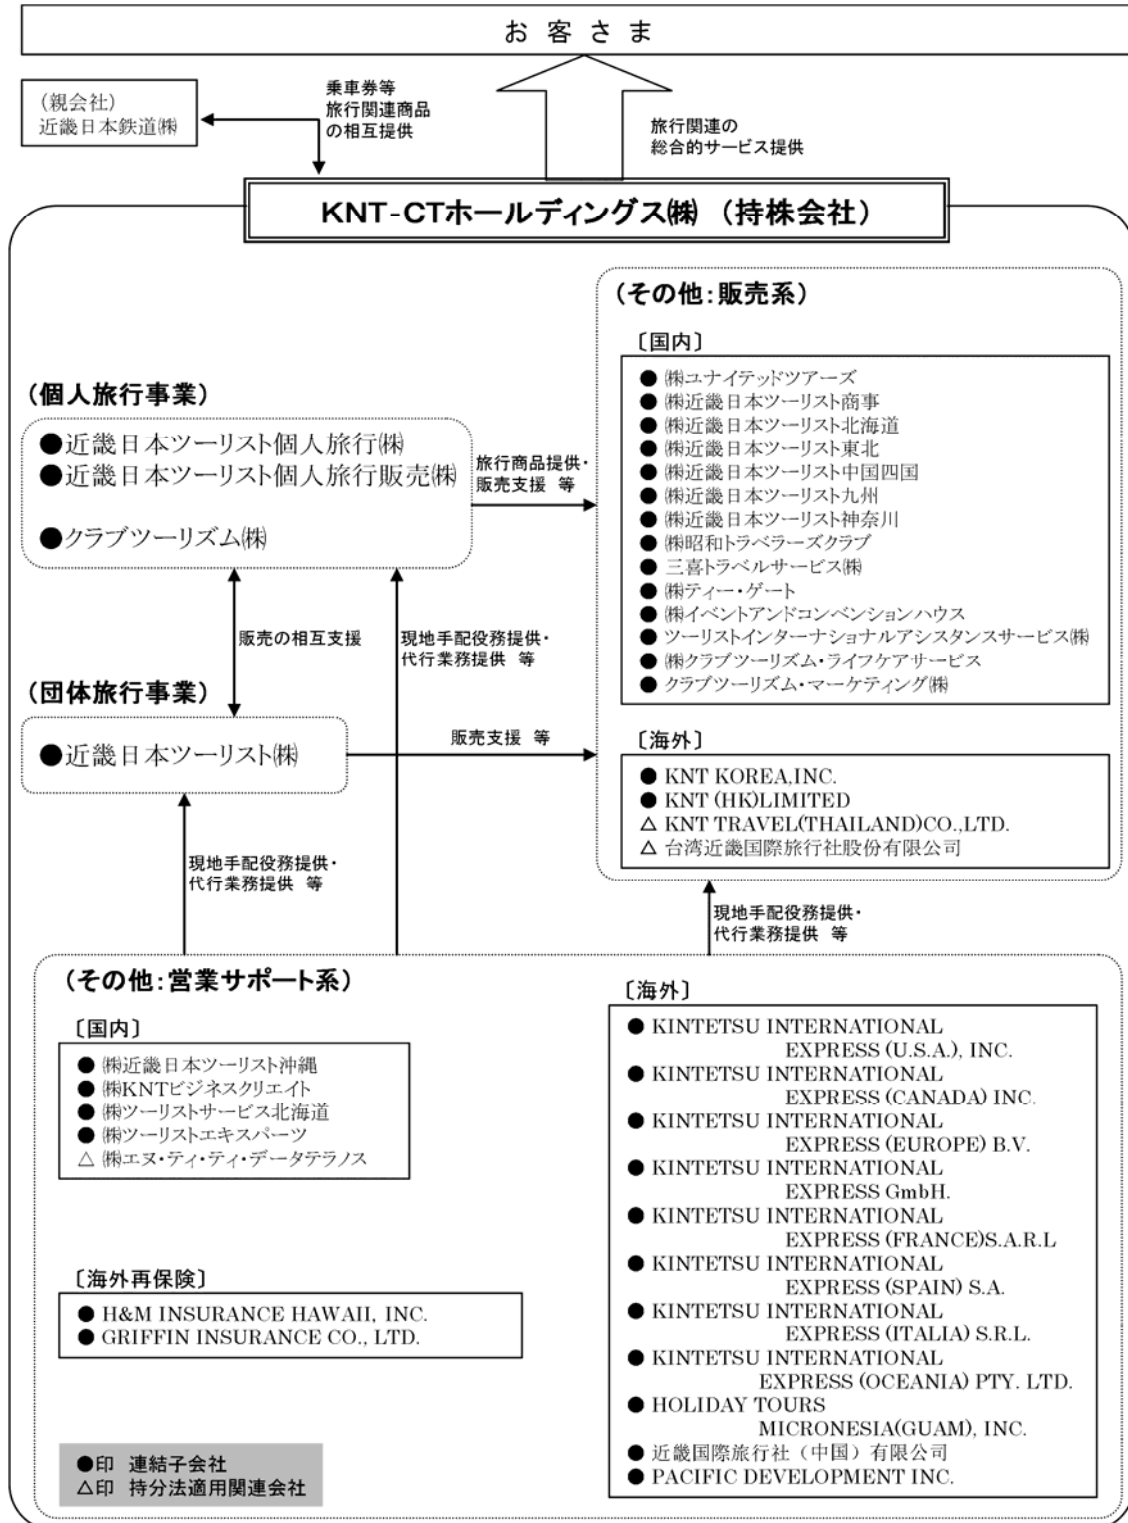 お客さま
(親会社)
近畿日本鉄道㈱
乗車券等
旅行関連商品
の相互提供
旅行関連の
総合的サービス提供
KNT-CTホールディングス㈱ (持株会社)
(その他:販売系)
〔国内〕
● ㈱ユナイテッドツアーズ
● ㈱近畿日本ツーリスト商事
● ㈱近畿日本ツーリスト北海道
● ㈱近畿日本ツーリスト東北
● ㈱近畿日本ツーリスト中国四国
● ㈱近畿日本ツーリスト九州
● ㈱近畿日本ツーリスト神奈川
● ㈱昭和トラベラーズクラブ
● 三喜トラベルサービス㈱
● ㈱ティー・ゲート
● ㈱イベントアンドコンベンションハウス
● ツーリストインターナショナルアシスタンスサービス㈱
● ㈱クラブツーリズム・ライフケアサービス
● クラブツーリズム・マーケティング㈱
(個人旅行事業)
●近畿日本ツーリスト個人旅行㈱
●近畿日本ツーリスト個人旅行販売㈱
●クラブツーリズム㈱
旅行商品提供・
販売支援 等
販売の相互支援
現地手配役務提供・
代行業務提供 等
(団体旅行事業)
●近畿日本ツーリスト㈱
販売支援 等
〔海外〕
● KNT KOREA,INC.
● KNT (HK)LIMITED
△ KNT TRAVEL(THAILAND)CO.,LTD.
△ 台湾近畿国際旅行社股份有限公司
現地手配役務提供・
代行業務提供 等
現地手配役務提供・
代行業務提供 等
(その他:営業サポート系)
〔国内〕
● ㈱近畿日本ツーリスト沖縄
● ㈱KNTビジネスクリエイト
● ㈱ツーリストサービス北海道
● ㈱ツーリストエキスパーツ
△ ㈱エヌ・ティ・ティ・データテラノス
〔海外再保険〕
● H&M INSURANCE HAWAII, INC.
● GRIFFIN INSURANCE CO., LTD.
〔海外〕
● KINTETSU INTERNATIONAL
EXPRESS (U.S.A.), INC.
● KINTETSU INTERNATIONAL
EXPRESS (CANADA) INC.
● KINTETSU INTERNATIONAL
EXPRESS (EUROPE) B.V.
● KINTETSU INTERNATIONAL
EXPRESS GmbH.
● KINTETSU INTERNATIONAL
EXPRESS (FRANCE)S.A.R.L
● KINTETSU INTERNATIONAL
EXPRESS (SPAIN) S.A.
● KINTETSU INTERNATIONAL
EXPRESS (ITALIA) S.R.L.
● KINTETSU INTERNATIONAL
EXPRESS (OCEANIA) PTY. LTD.
● HOLIDAY TOURS
MICRONESIA(GUAM), INC.
● 近畿国際旅行社(中国)有限公司
● PACIFIC DEVELOPMENT INC.
●印 連結子会社
△印 持分法適用関連会社